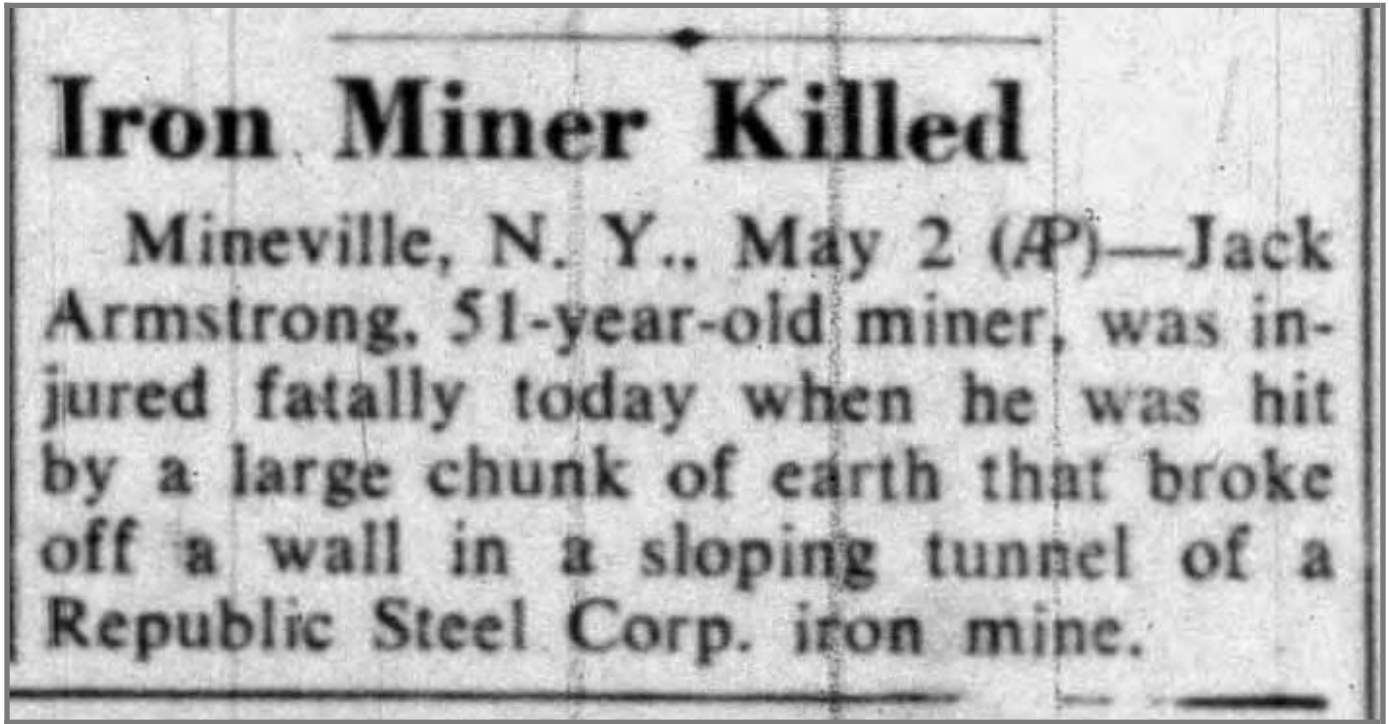 Iron Miner Killed
Mineville, N. Y., May 2 (AP)—Jack
Armstrong, 51-year-old miner, was in-
jured fatally today when he was hit
by a large chunk of earth that broke
off a wall in a sloping tunnel of a
Republic Steel Corp. iron mine.